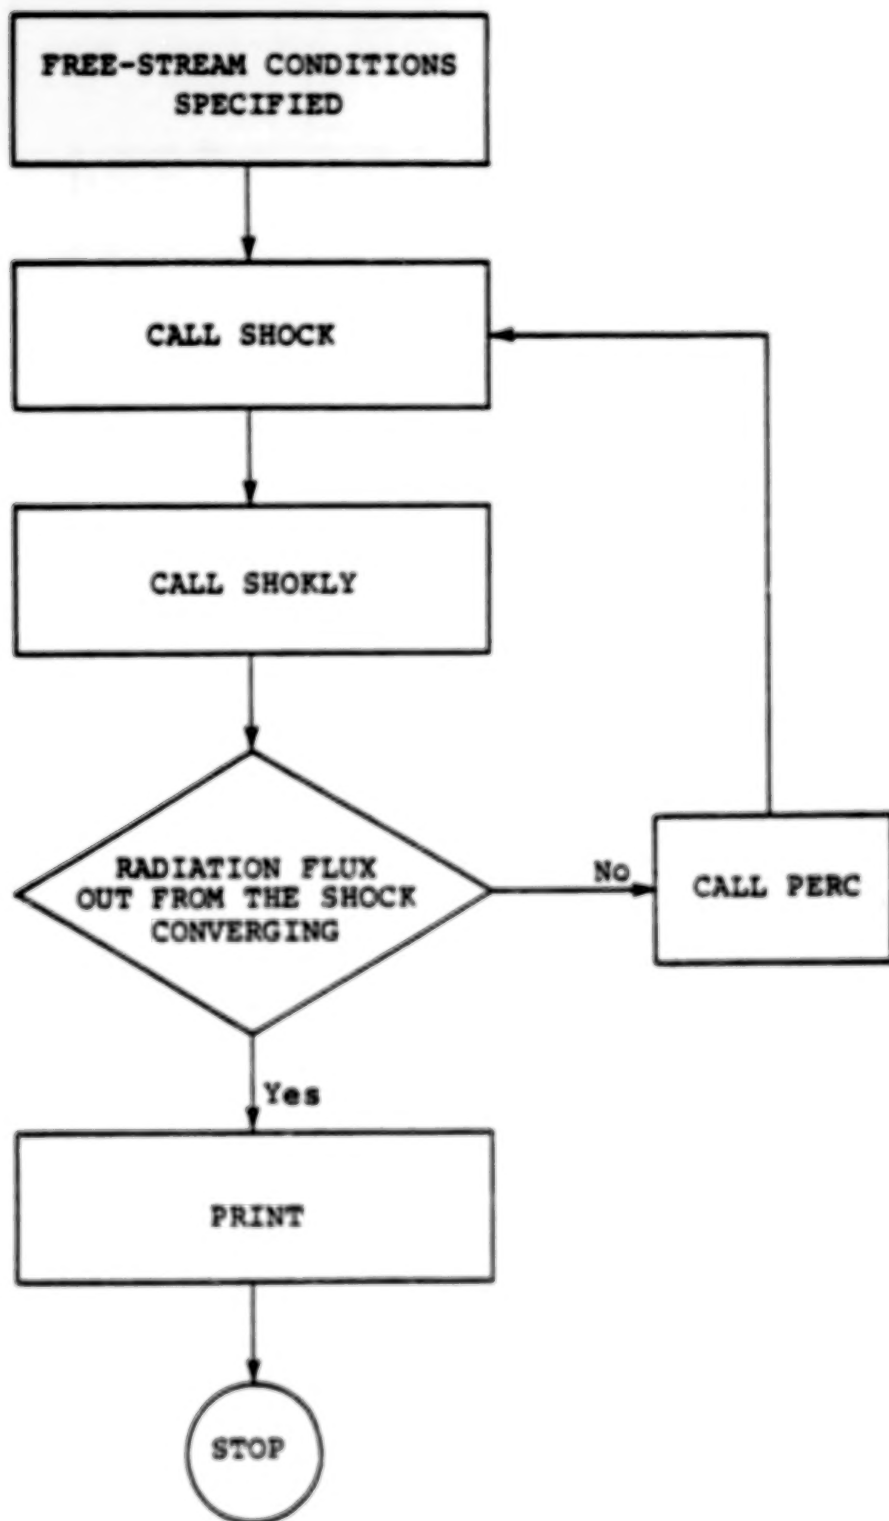 FREE-STREAM CONDITIONS
SPECIFIED
CALL SHOCK
CALL SHOKLY
RADIATION FLUX
OUT FROM THE SHOCK
CONVERGING
No
CALL PERC
Yes
PRINT
STOP